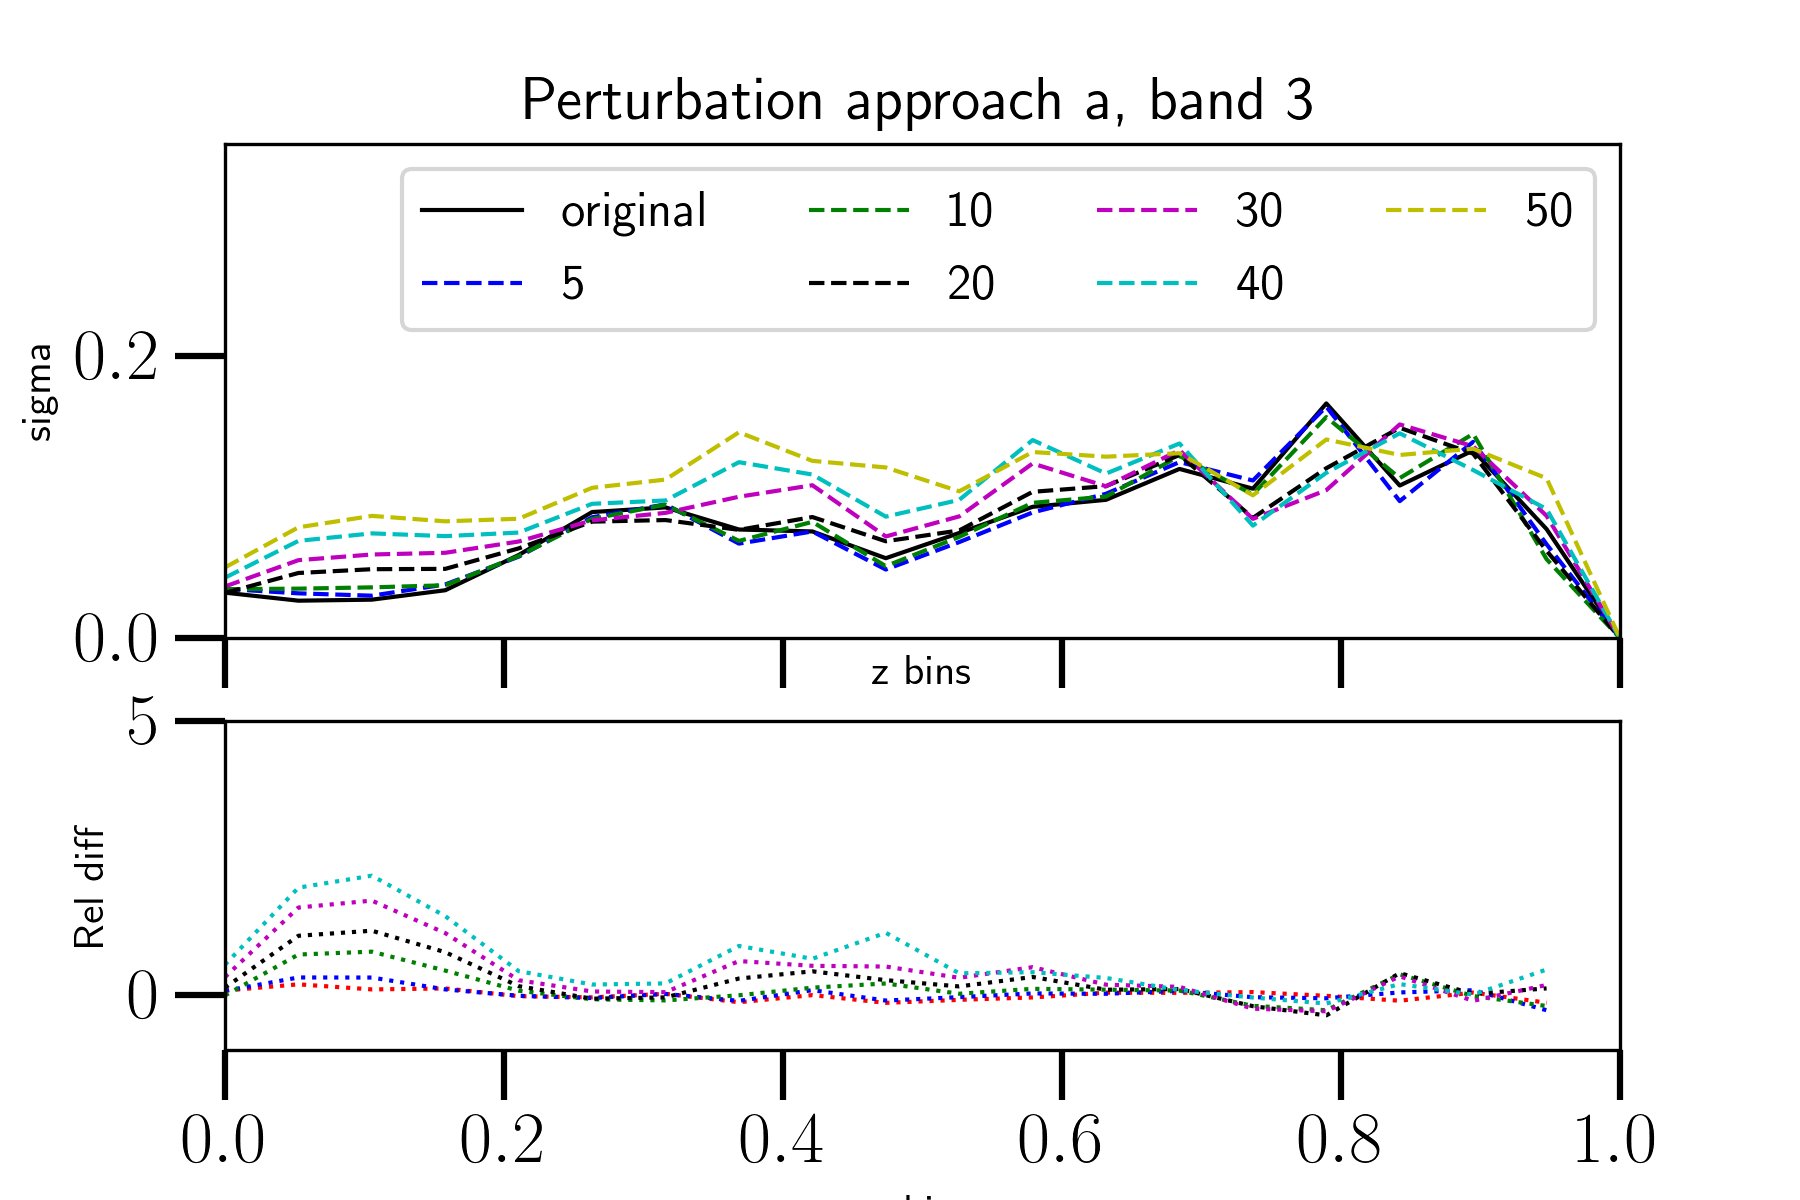 Perturbation approach a, band 3
original 10 30 50
5 20 40
0.2
sigma
0.0
z bins
5
Rel diff
0
0.0 0.2 0.4 0.6 0.8 1.0